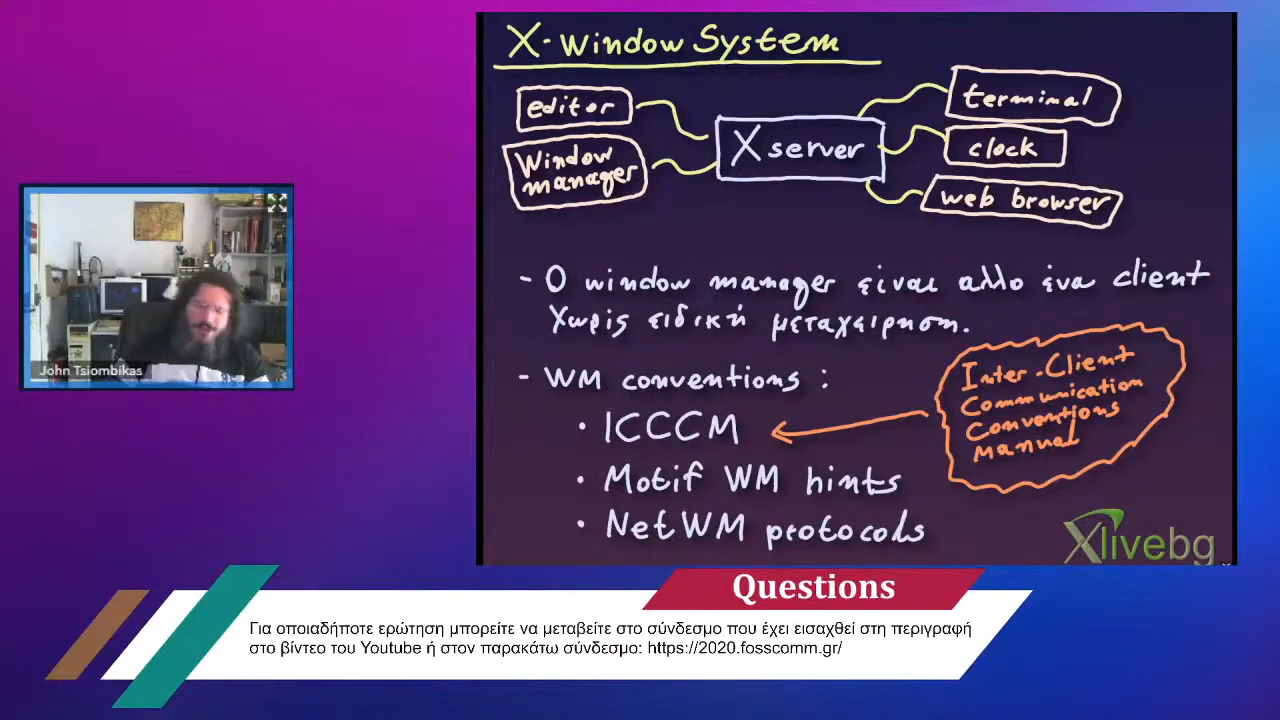 X-Window System
editor
Window
manager
X server
terminal
clock
web browser
- Ο window manager είναι αλλο ένα client
χωρίς ειδική μεταχείρηση.
- WM conventions :
• ICCCM
Inter-Client
Communication
Conventions
Manual
• Motif WM hints
• NetWM protocols
Xlivebg
John Tsiombikas
Questions
Για οποιαδήποτε ερώτηση μπορείτε να μεταβείτε στο σύνδεσμο που έχει εισαχθεί στη περιγραφή
στο βίντεο του Youtube ή στον παρακάτω σύνδεσμο: https://2020.fosscomm.gr/